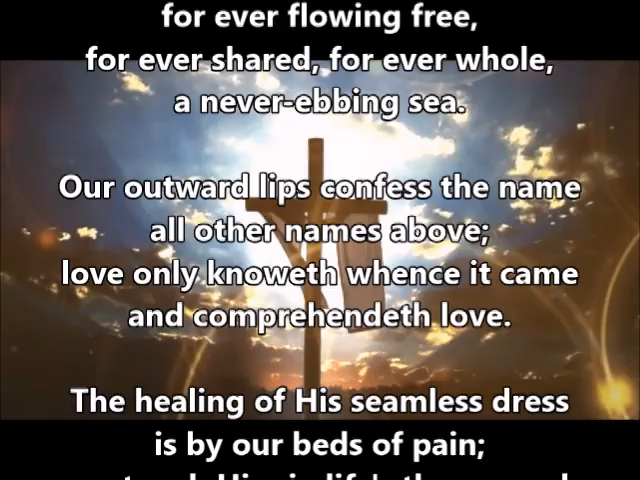 for ever flowing free,
for ever shared, for ever whole,
a never-ebbing sea.
Our outward lips confess the name
all other names above;
love only knoweth whence it came
and comprehendeth love.
The healing of His seamless dress
is by our beds of pain;